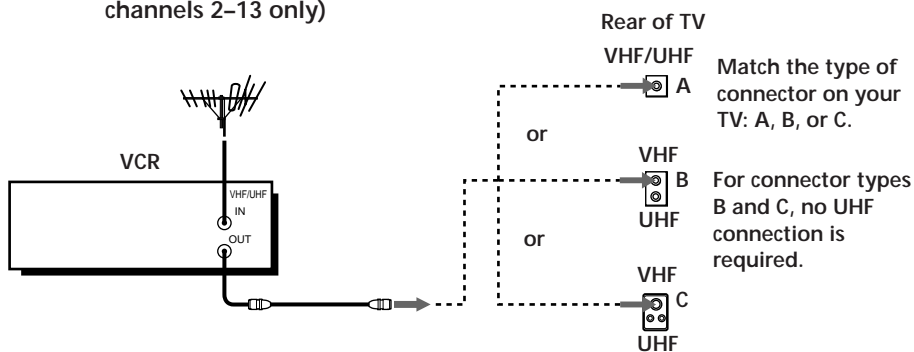 channels 2–13 only)
Rear of TV
VHF/UHF
A
Match the type of
connector on your
TV: A, B, or C.
or
VCR
VHF/UHF
IN
OUT
VHF
B
UHF
For connector types
B and C, no UHF
connection is
required.
or
VHF
C
UHF